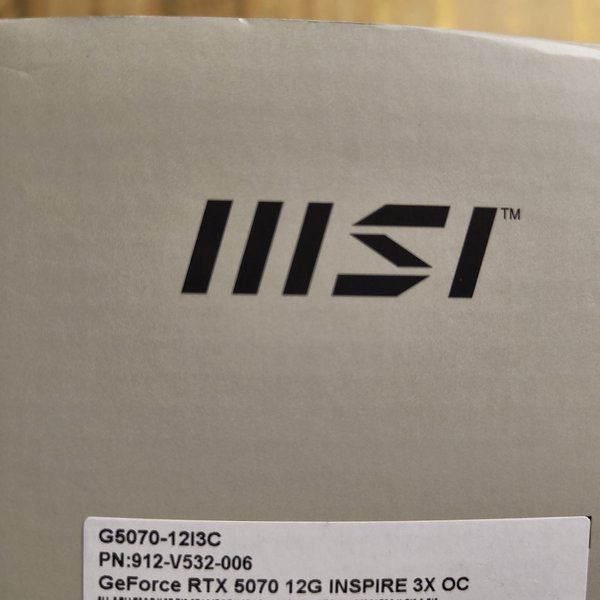 MSI™
G5070-12I3C
PN:912-V532-006
GeForce RTX 5070 12G INSPIRE 3X OC